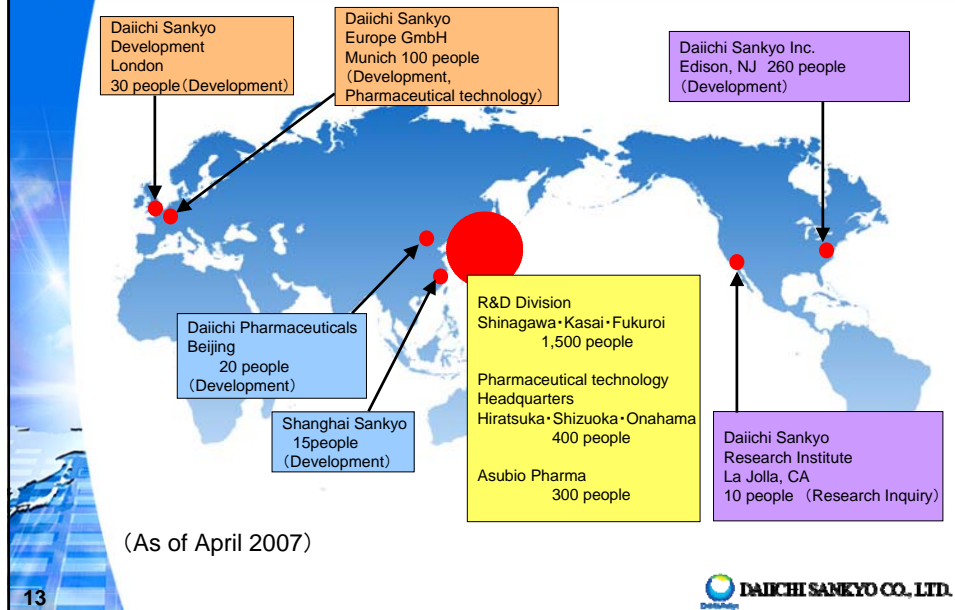 Daiichi Sankyo
Development
London
30 people（Development）
Daiichi Sankyo
Europe GmbH
Munich 100 people
（Development,
Pharmaceutical technology）
Daiichi Sankyo Inc.
Edison, NJ 260 people
（Development）
Daiichi Pharmaceuticals
Beijing
20 people
（Development）
Shanghai Sankyo
15people
（Development）
R&D Division
Shinagawa・Kasai・Fukuroi
1,500 people
Pharmaceutical technology
Headquarters
Hiratsuka・Shizuoka・Onahama
400 people
Asubio Pharma
300 people
Daiichi Sankyo
Research Institute
La Jolla, CA
10 people （Research Inquiry）
（As of April 2007）
13
DAIICHI SANKYO CO., LTD.